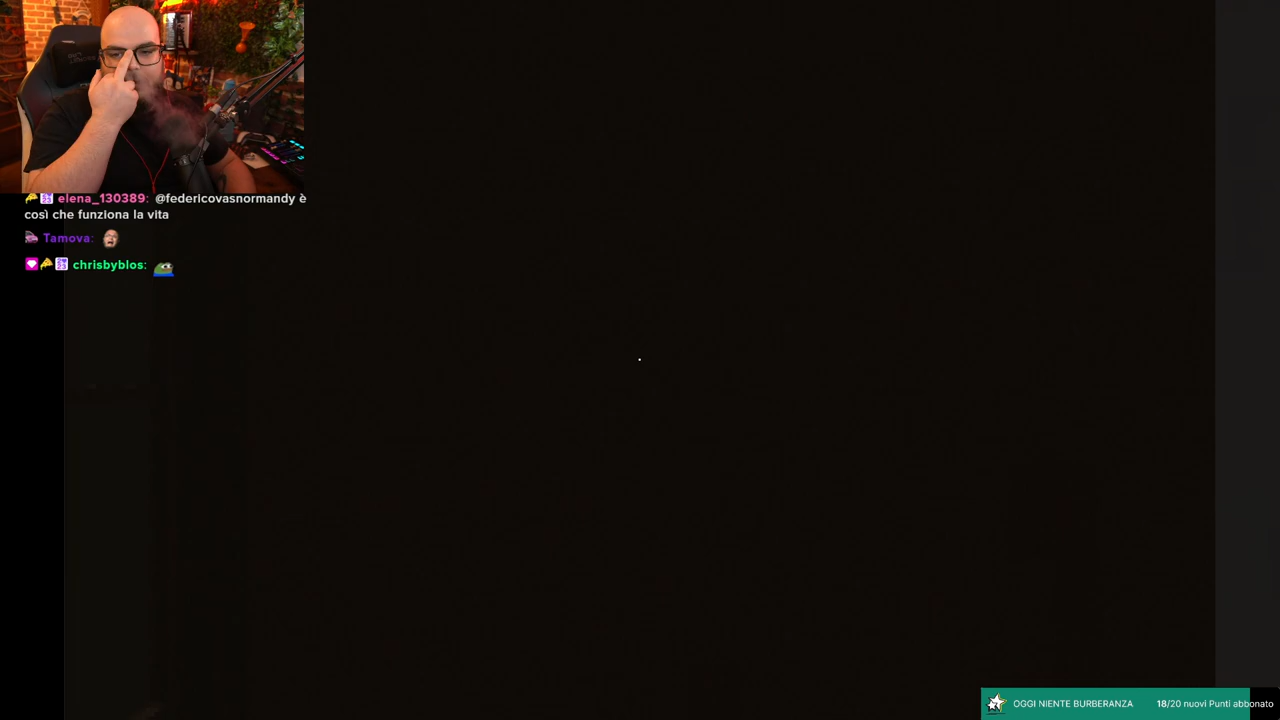 elena_130389: @federicovasnormandy è
così che funziona la vita
Tamova:
chrisbyblos:
OGGI NIENTE BURBERANZA 18/20 nuovi Punti abbonato